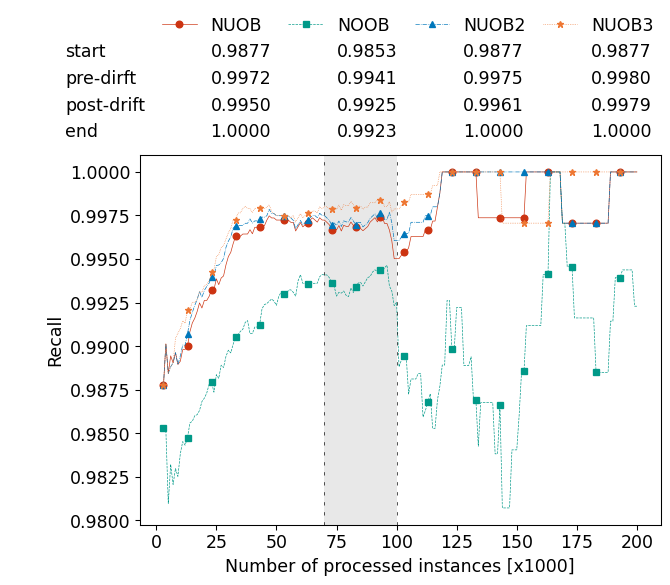 NUOB NOOB NUOB2 NUOB3
start 0.9877 0.9853 0.9877 0.9877
pre-dirft 0.9972 0.9941 0.9975 0.9980
post-drift 0.9950 0.9925 0.9961 0.9979
end 1.0000 0.9923 1.0000 1.0000
1.0000
0.9975
0.9950
0.9925
0.9900
0.9875
0.9850
0.9825
0.9800
Recall
0 25 50 75 100 125 150 175 200
Number of processed instances [x1000]